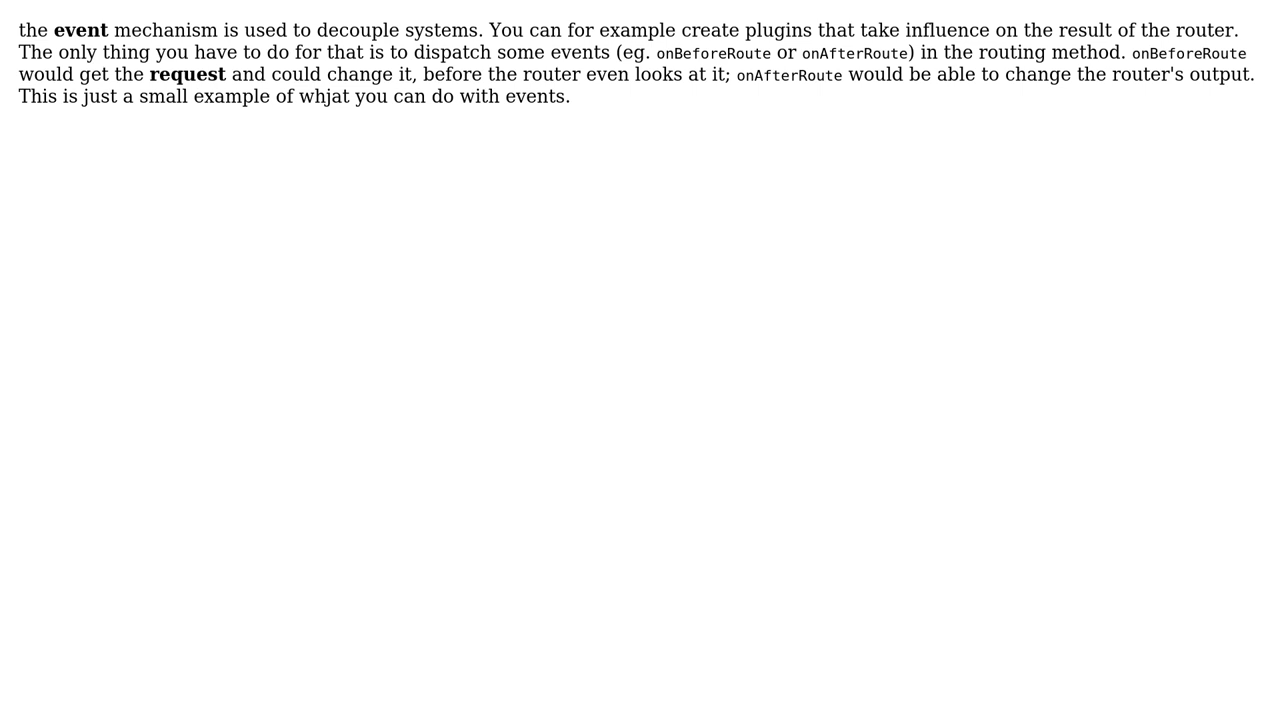 the event mechanism is used to decouple systems. You can for example create plugins that take influence on the result of the router.
The only thing you have to do for that is to dispatch some events (eg. onBeforeRoute or onAfterRoute) in the routing method. onBeforeRoute
would get the request and could change it, before the router even looks at it; onAfterRoute would be able to change the router's output.
This is just a small example of whjat you can do with events.